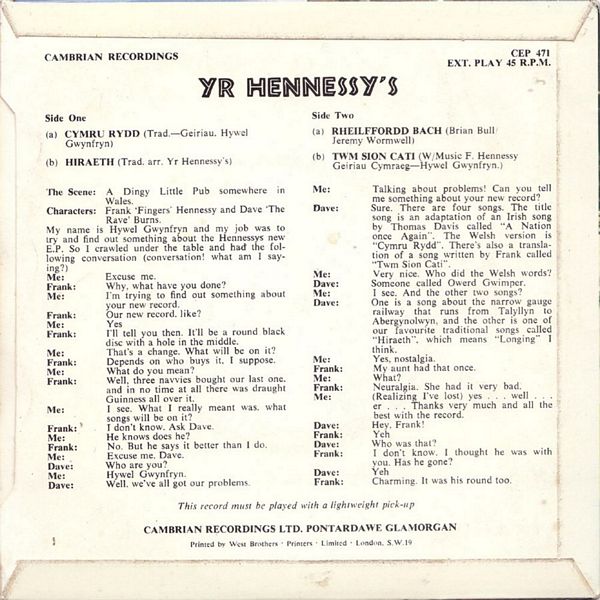 CAMBRIAN RECORDINGS
CEP 471
EXT. PLAY 45 R.P.M.
YR HENNESSY'S
Side One
(a) CYMRU RYDD (Trad.—Geiriau. Hywel
Gwynfryn)
(b) HIRAETH (Trad. arr. Yr Hennessy's)
Side Two
(a) RHEILFFORDD BACH (Brian Bull/
Jeremy Wormwell)
(b) TWM SION CATI (W/Music F. Hennessy
Geiriau Cymraeg—Hywel Gwynfryn.)
The Scene: A Dingy Little Pub somewhere in
Wales.
Characters: Frank 'Fingers' Hennessy and Dave 'The
Rave' Burns.
My name is Hywel Gwynfryn and my job was to
try and find out something about the Hennessys new
E.P. So I crawled under the table and had the fol-
lowing conversation (conversation! what am I say-
ing?)
Me: Excuse me.
Frank: Why, what have you done?
Me: I'm trying to find out something about
your new record.
Frank: Our new record, like?
Me: Yes
Frank: I'll tell you then. It'll be a round black
disc with a hole in the middle.
Me: That's a change. What will be on it?
Frank: Depends on who buys it, I suppose.
Me: What do you mean?
Frank: Well, three navvies bought our last one,
and in no time at all there was draught
Guinness all over it.
Me: I see. What I really meant was, what
songs will be on it?
Frank: I don't know. Ask Dave.
Me: He knows does he?
Frank: No. But he says it better than I do.
Me: Excuse me, Dave.
Dave: Who are you?
Me: Hywel Gwynfryn.
Dave: Well, we've all got our problems.
Me: Talking about problems! Can you tell
me something about your new record?
Dave: Sure. There are four songs. The title
song is an adaptation of an Irish song
by Thomas Davis called "A Nation
once Again". The Welsh version is
"Cymru Rydd". There's also a transla-
tion of a song written by Frank called
"Twm Sion Cati".
Me: Very nice. Who did the Welsh words?
Dave: Someone called Owerd Gwimper.
Me: I see. And the other two songs?
Dave: One is a song about the narrow gauge
railway that runs from Talyllyn to
Abergynolwyn, and the other is one of
our favourite traditional songs called
"Hiraeth", which means "Longing" I
think.
Me: Yes, nostalgia.
Frank: My aunt had that once.
Me: What?
Frank: Neuralgia. She had it very bad.
Me: (Realizing I've lost) yes . . . well . . .
er . . . Thanks very much and all the
best with the record.
Dave: Hey, Frank!
Frank: Yeh
Dave: Who was that?
Frank: I don't know. I thought he was with
you. Has he gone?
Dave: Yeh
Frank: Charming. It was his round too.
This record must be played with a lightweight pick-up
CAMBRIAN RECORDINGS LTD. PONTARDAWE GLAMORGAN
Printed by West Brothers · Printers · Limited · London, S.W.19